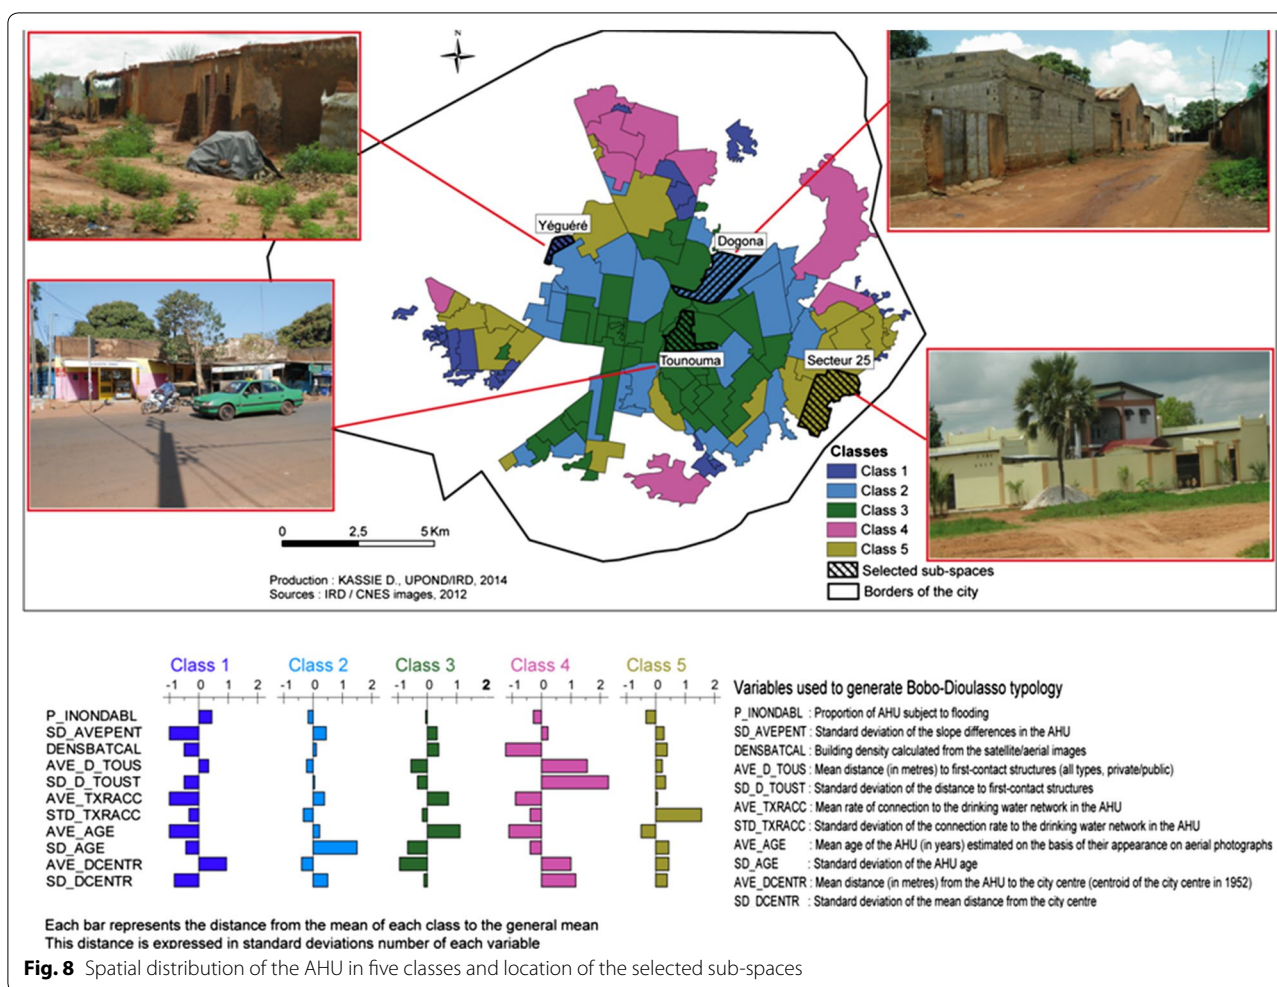 N
Yéguéré
Dogona
Tounouma
Secteur 25
Classes
Class 1
Class 2
Class 3
Class 4
Class 5
Selected sub-spaces
Borders of the city
0 2,5 5 Km
Production : KASSIE D., UPOND/IRD, 2014
Sources : IRD / CNES images, 2012
Class 1 Class 2 Class 3 Class 4 Class 5
-1 0 1 2 -1 0 1 2 -1 0 1 2 -1 0 1 2 -1 0 1 2
P_INONDABL
SD_AVEPENT
DENSBATCAL
AVE_D_TOUS
SD_D_TOUST
AVE_TXRACC
STD_TXRACC
AVE_AGE
SD_AGE
AVE_DCENTR
SD_DCENTR
Variables used to generate Bobo-Dioulasso typology
P_INONDABL : Proportion of AHU subject to flooding
SD_AVEPENT : Standard deviation of the slope differences in the AHU
DENSBATCAL : Building density calculated from the satellite/aerial images
AVE_D_TOUS : Mean distance (in metres) to first-contact structures (all types, private/public)
SD_D_TOUST : Standard deviation of the distance to first-contact structures
AVE_TXRACC : Mean rate of connection to the drinking water network in the AHU
STD_TXRACC : Standard deviation of the connection rate to the drinking water network in the AHU
AVE_AGE : Mean age of the AHU (in years) estimated on the basis of their appearance on aerial photographs
SD_AGE : Standard deviation of the AHU age
AVE_DCENTR : Mean distance (in metres) from the AHU to the city centre (centroid of the city centre in 1952)
SD_DCENTR : Standard deviation of the mean distance from the city centre
Each bar represents the distance from the mean of each class to the general mean
This distance is expressed in standard deviations number of each variable
Fig. 8 Spatial distribution of the AHU in five classes and location of the selected sub-spaces